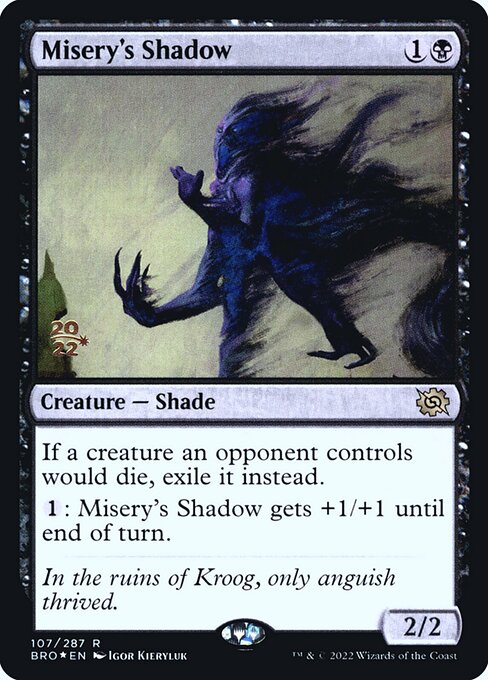 Misery's Shadow 1
20
22
Creature — Shade
If a creature an opponent controls
would die, exile it instead.
1: Misery's Shadow gets +1/+1 until
end of turn.
In the ruins of Kroog, only anguish
thrived.
2/2
107/287 R
BRO★EN Igor Kieryluk
™ & © 2022 Wizards of the Coast